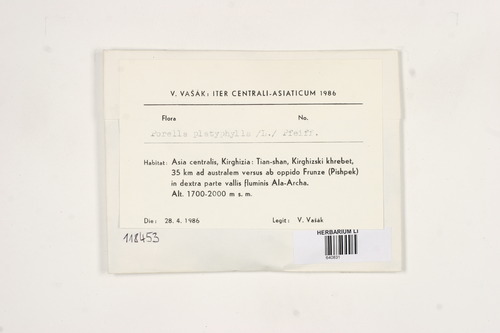 V. VAŠÁK: ITER CENTRALI-ASIATICUM 1986
Flora No.
Porella platyphylla /L./ Pfeiff.
Habitat: Asia centralis, Kirghizia: Tian-shan, Kirghizski khrebet,
35 km ad australem versus ab oppido Frunze (Pishpek)
in dextra parte vallis fluminis Ala-Archa.
Alt. 1700-2000 m s. m.
Die: 28. 4. 1986 Legit: V. Vašák
118453
HERBARIUM LI